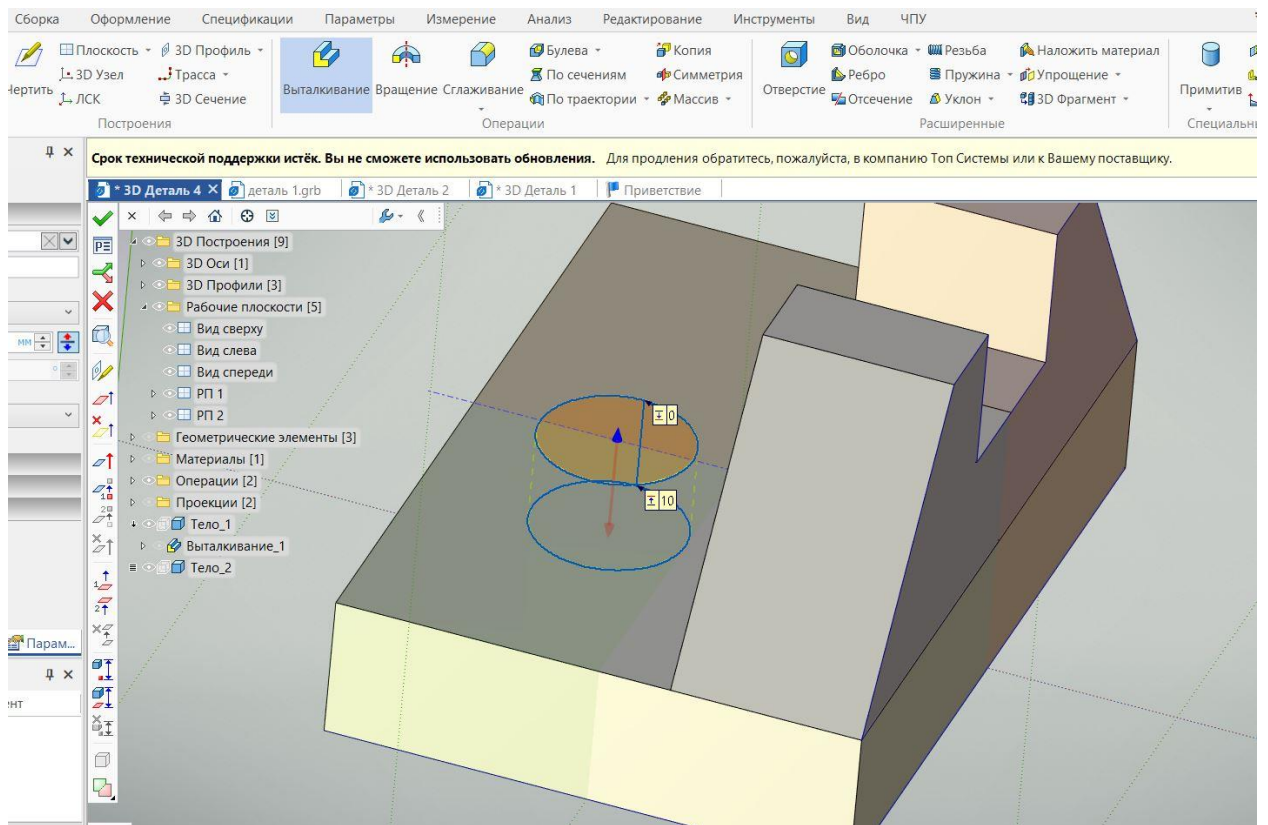 Сборка Оформление Спецификации Параметры Измерение Анализ Редактирование Инструменты Вид ЧПУ
Плоскость 3D Профиль Булева Копия Оболочка Резьба Наложить материал
3D Узел Трасса По сечениям Симметрия Ребро Пружина Упрощение
Чертить ЛСК 3D Сечение Выталкивание Вращение Сглаживание По траектории Массив Отверстие Отсечение Уклон 3D Фрагмент Примитив
Построения Операции Расширенные
Срок технической поддержки истёк. Вы не сможете использовать обновления. Для продления обратитесь, пожалуйста, в компанию Топ Системы или к Вашему поставщику.
* 3D Деталь 4 деталь 1.grb * 3D Деталь 2 * 3D Деталь 1 Приветствие
3D Построения [9]
3D Оси [1]
3D Профили [3]
Рабочие плоскости [5]
Вид сверху
мм
Вид слева
Вид спереди
РП 1
РП 2
0
Геометрические элементы [3]
Материалы [1]
Операции [2]
Проекции [2]
10
Тело_1
Выталкивание_1
Тело_2
Парам...